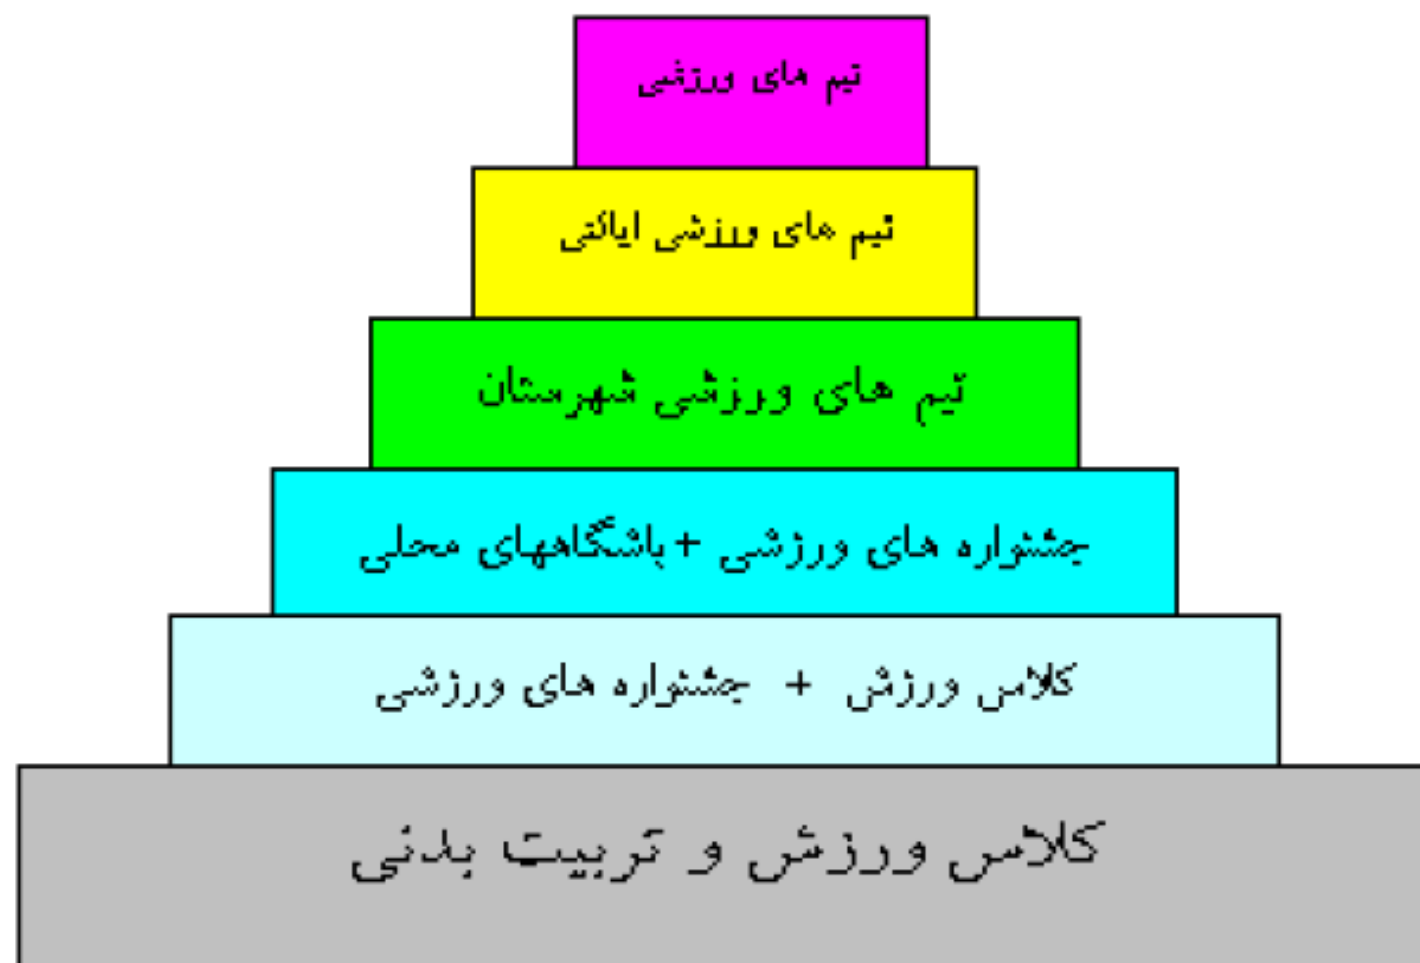 تیم های ورزشی
تیم های ورزشی ایالتی
تیم های ورزشی شهرستان
جشنواره های ورزشی + باشگاههای محلی
کلاس ورزش + جشنواره های ورزشی
کلاس ورزش و تربیت بدنی